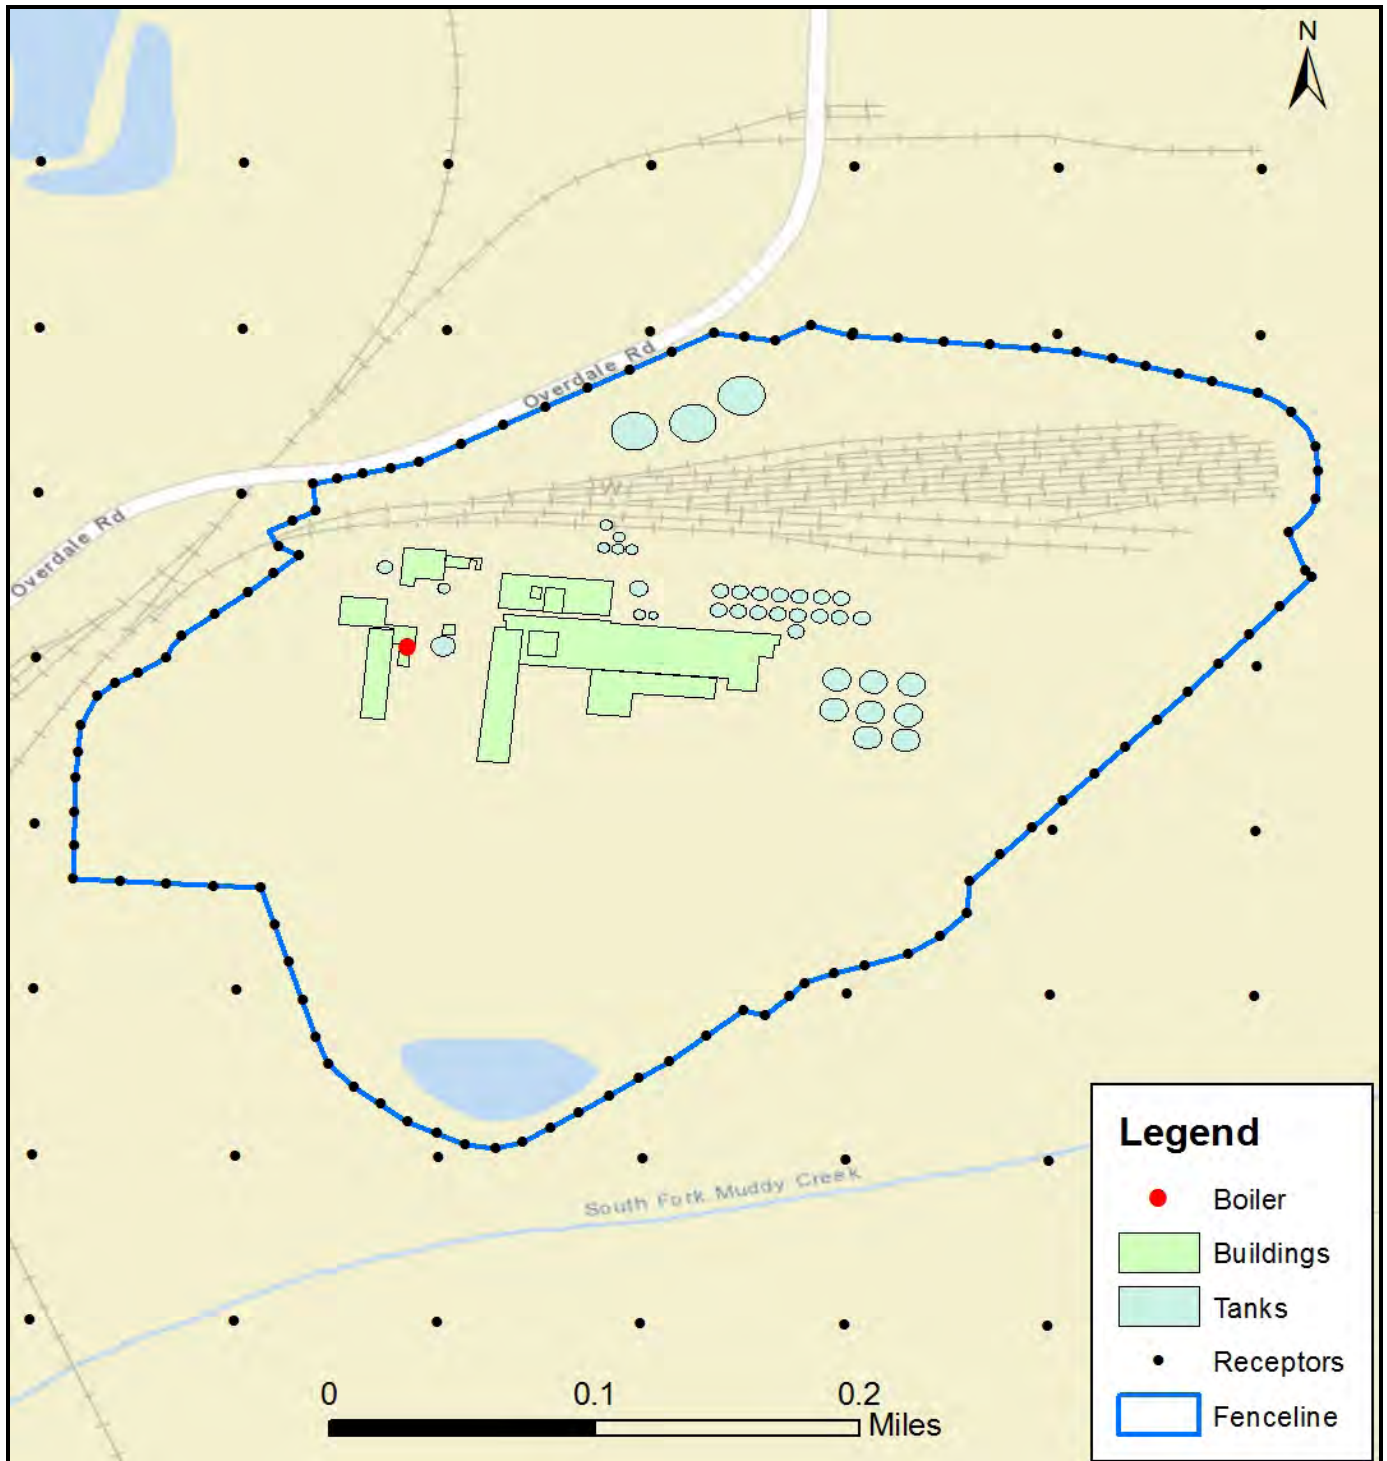 N
Overdale Rd
Overdale Rd
South Fork Muddy Creek
Legend
Boiler
Buildings
Tanks
Receptors
Fenceline
0 0.1 0.2
Miles